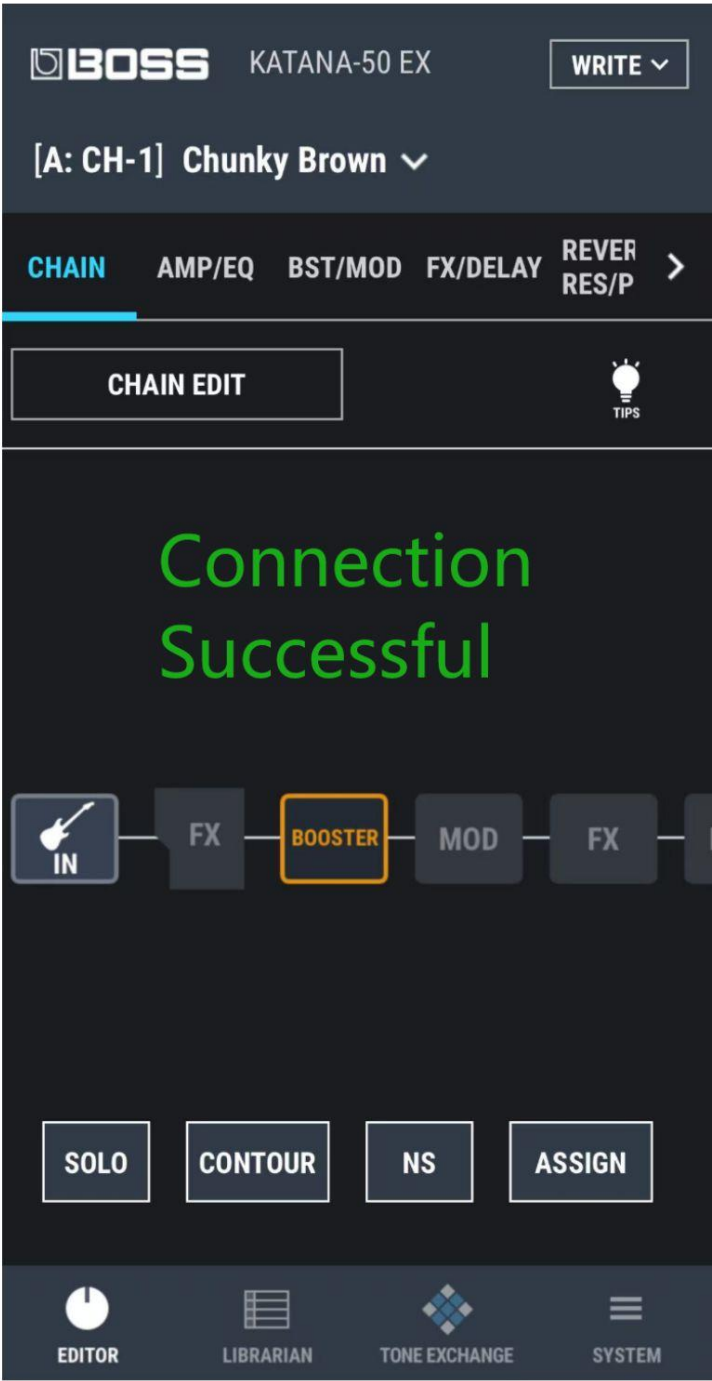 BOSS KATANA-50 EX WRITE
[A: CH-1] Chunky Brown
CHAIN AMP/EQ BST/MOD FX/DELAY REVER
RES/P
CHAIN EDIT
TIPS
Connection
Successful
IN FX BOOSTER MOD FX
SOLO CONTOUR NS ASSIGN
EDITOR LIBRARIAN TONE EXCHANGE SYSTEM